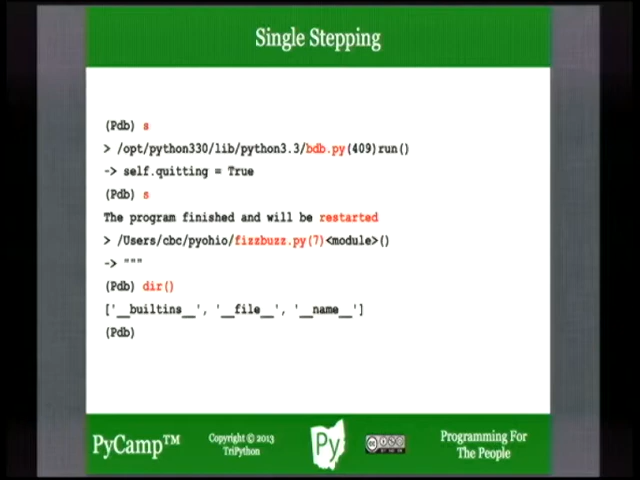 Single Stepping
(Pdb) s
> /opt/python330/lib/python3.3/bdb.py(409)run()
-> self.quitting = True
(Pdb) s
The program finished and will be restarted
> /Users/cbc/pyohio/fizzbuzz.py(7)<module>()
-> """
(Pdb) dir()
['__builtins__', '__file__', '__name__']
(Pdb)
PyCamp™
Copyright © 2013
TriPython
Py
Programming For
The People